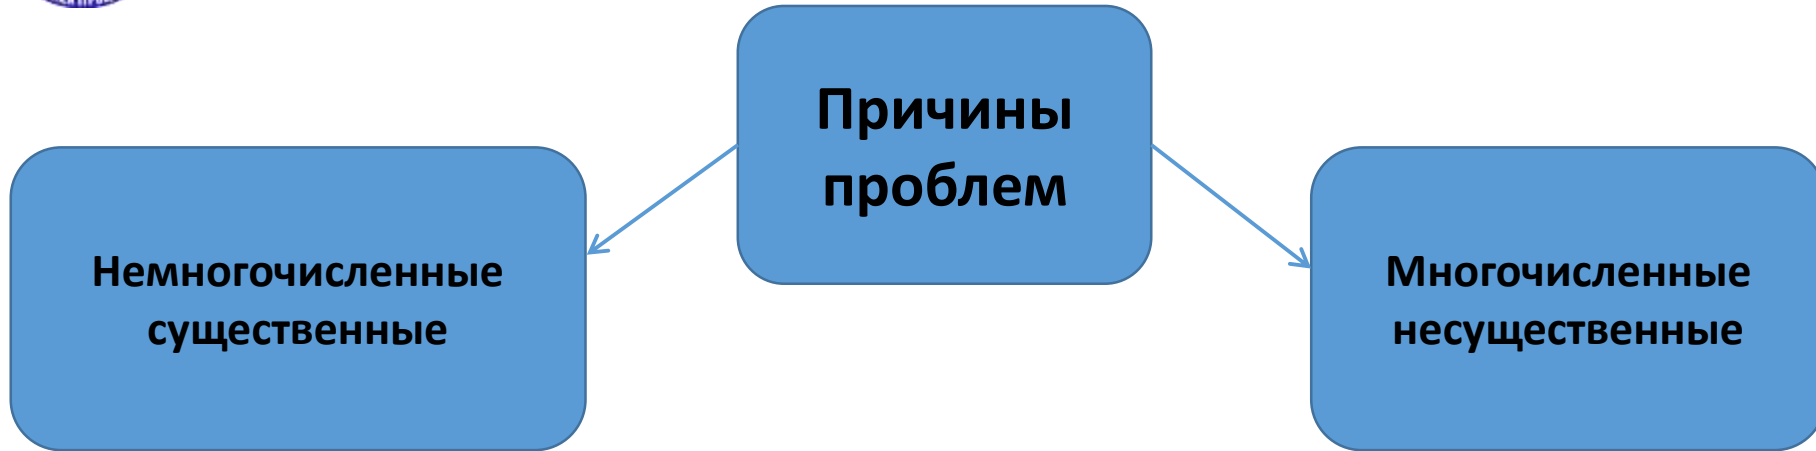 Причины
проблем
Немногочисленные
существенные
Многочисленные
несущественные